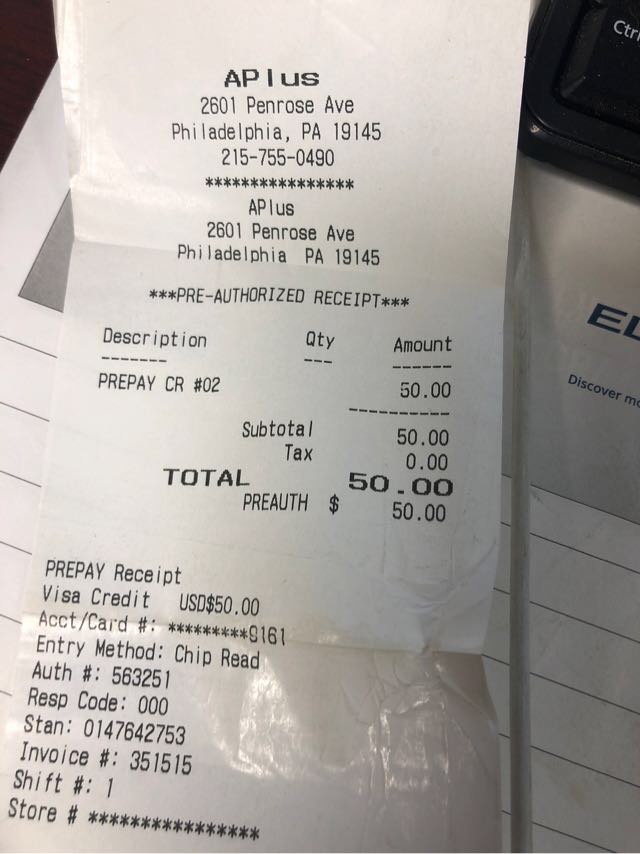 Ctrl
APlus
2601 Penrose Ave
Philadelphia, PA 19145
215-755-0490
****************
APlus
2601 Penrose Ave
Philadelphia PA 19145
***PRE-AUTHORIZED RECEIPT***
Description Qty Amount
------- --- ------
PREPAY CR #02 50.00
----------
Subtotal 50.00
Tax 0.00
TOTAL 50.00
PREAUTH $ 50.00
PREPAY Receipt
Visa Credit USD$50.00
Acct/Card #: *********9161
Entry Method: Chip Read
Auth #: 563251
Resp Code: 000
Stan: 0147642753
Invoice #: 351515
Shift #: 1
Store # ****************
Discover